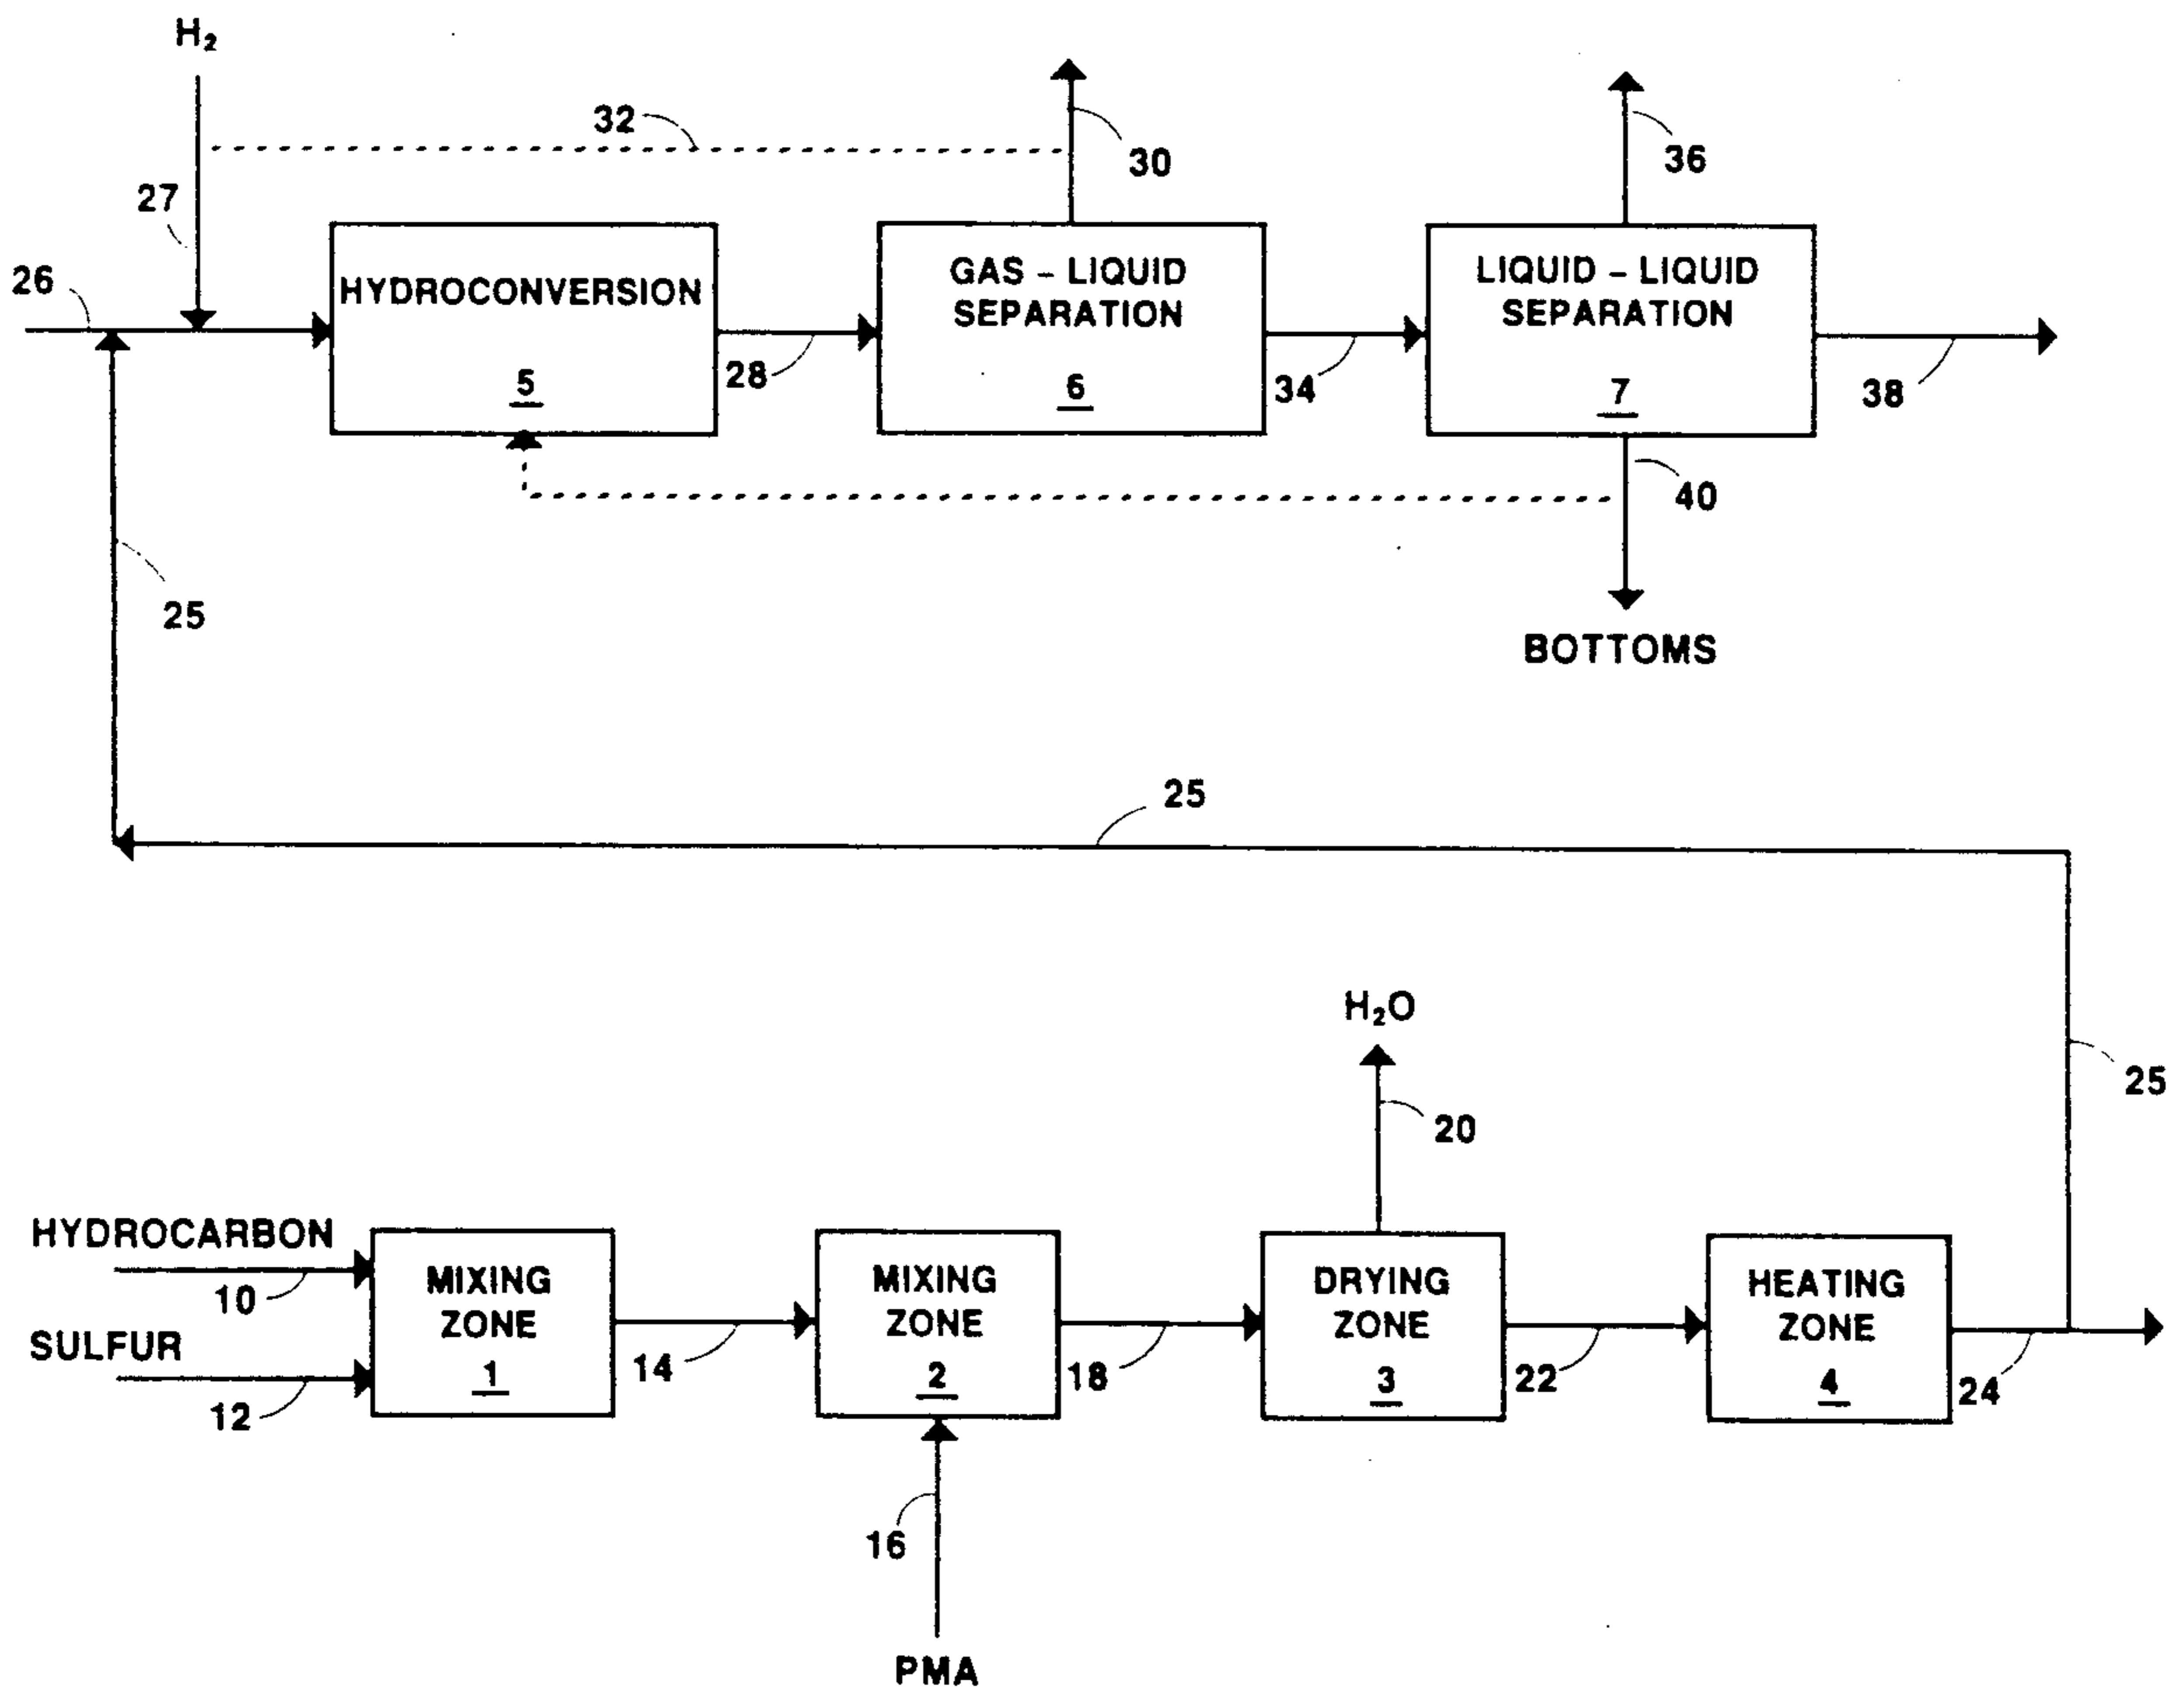 H₂
32
30
36
27
26
HYDROCONVERSION
5
28
GAS – LIQUID
SEPARATION
6
34
LIQUID – LIQUID
SEPARATION
7
38
40
BOTTOMS
25
25
25
H₂O
20
HYDROCARBON
10
SULFUR
12
MIXING
ZONE
1
14
MIXING
ZONE
2
16
PMA
18
DRYING
ZONE
3
22
HEATING
ZONE
4
24